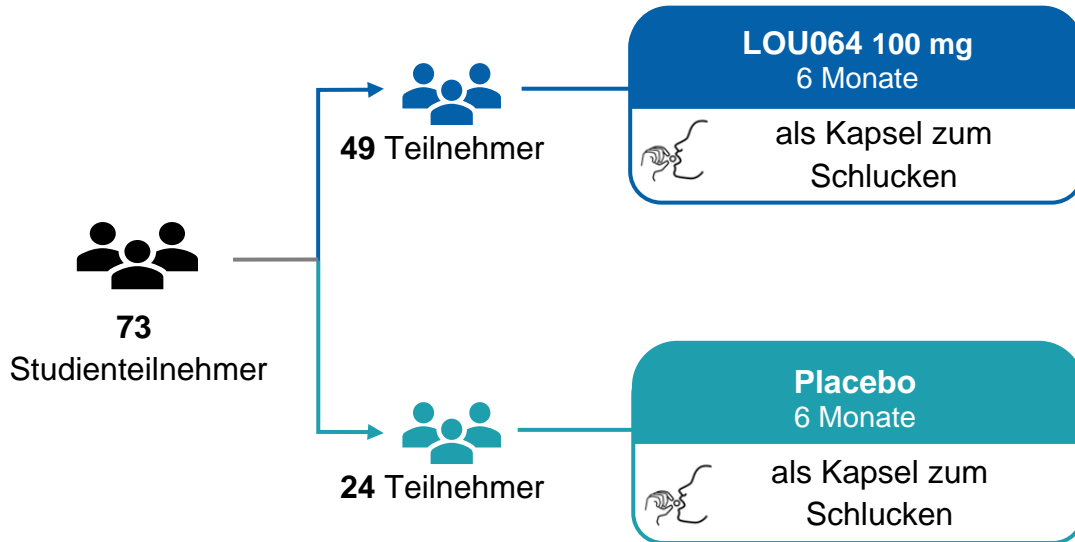 LOU064 100 mg
6 Monate
als Kapsel zum
Schlucken
49 Teilnehmer
73
Studienteilnehmer
Placebo
6 Monate
als Kapsel zum
Schlucken
24 Teilnehmer